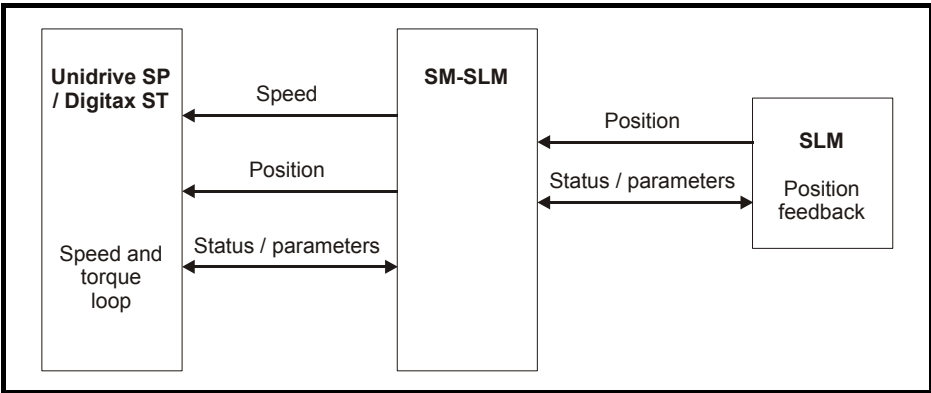 Unidrive SP
/ Digitax ST
Speed
Position
Status / parameters
Speed and
torque
loop
SM-SLM
Position
Status / parameters
SLM
Position
feedback